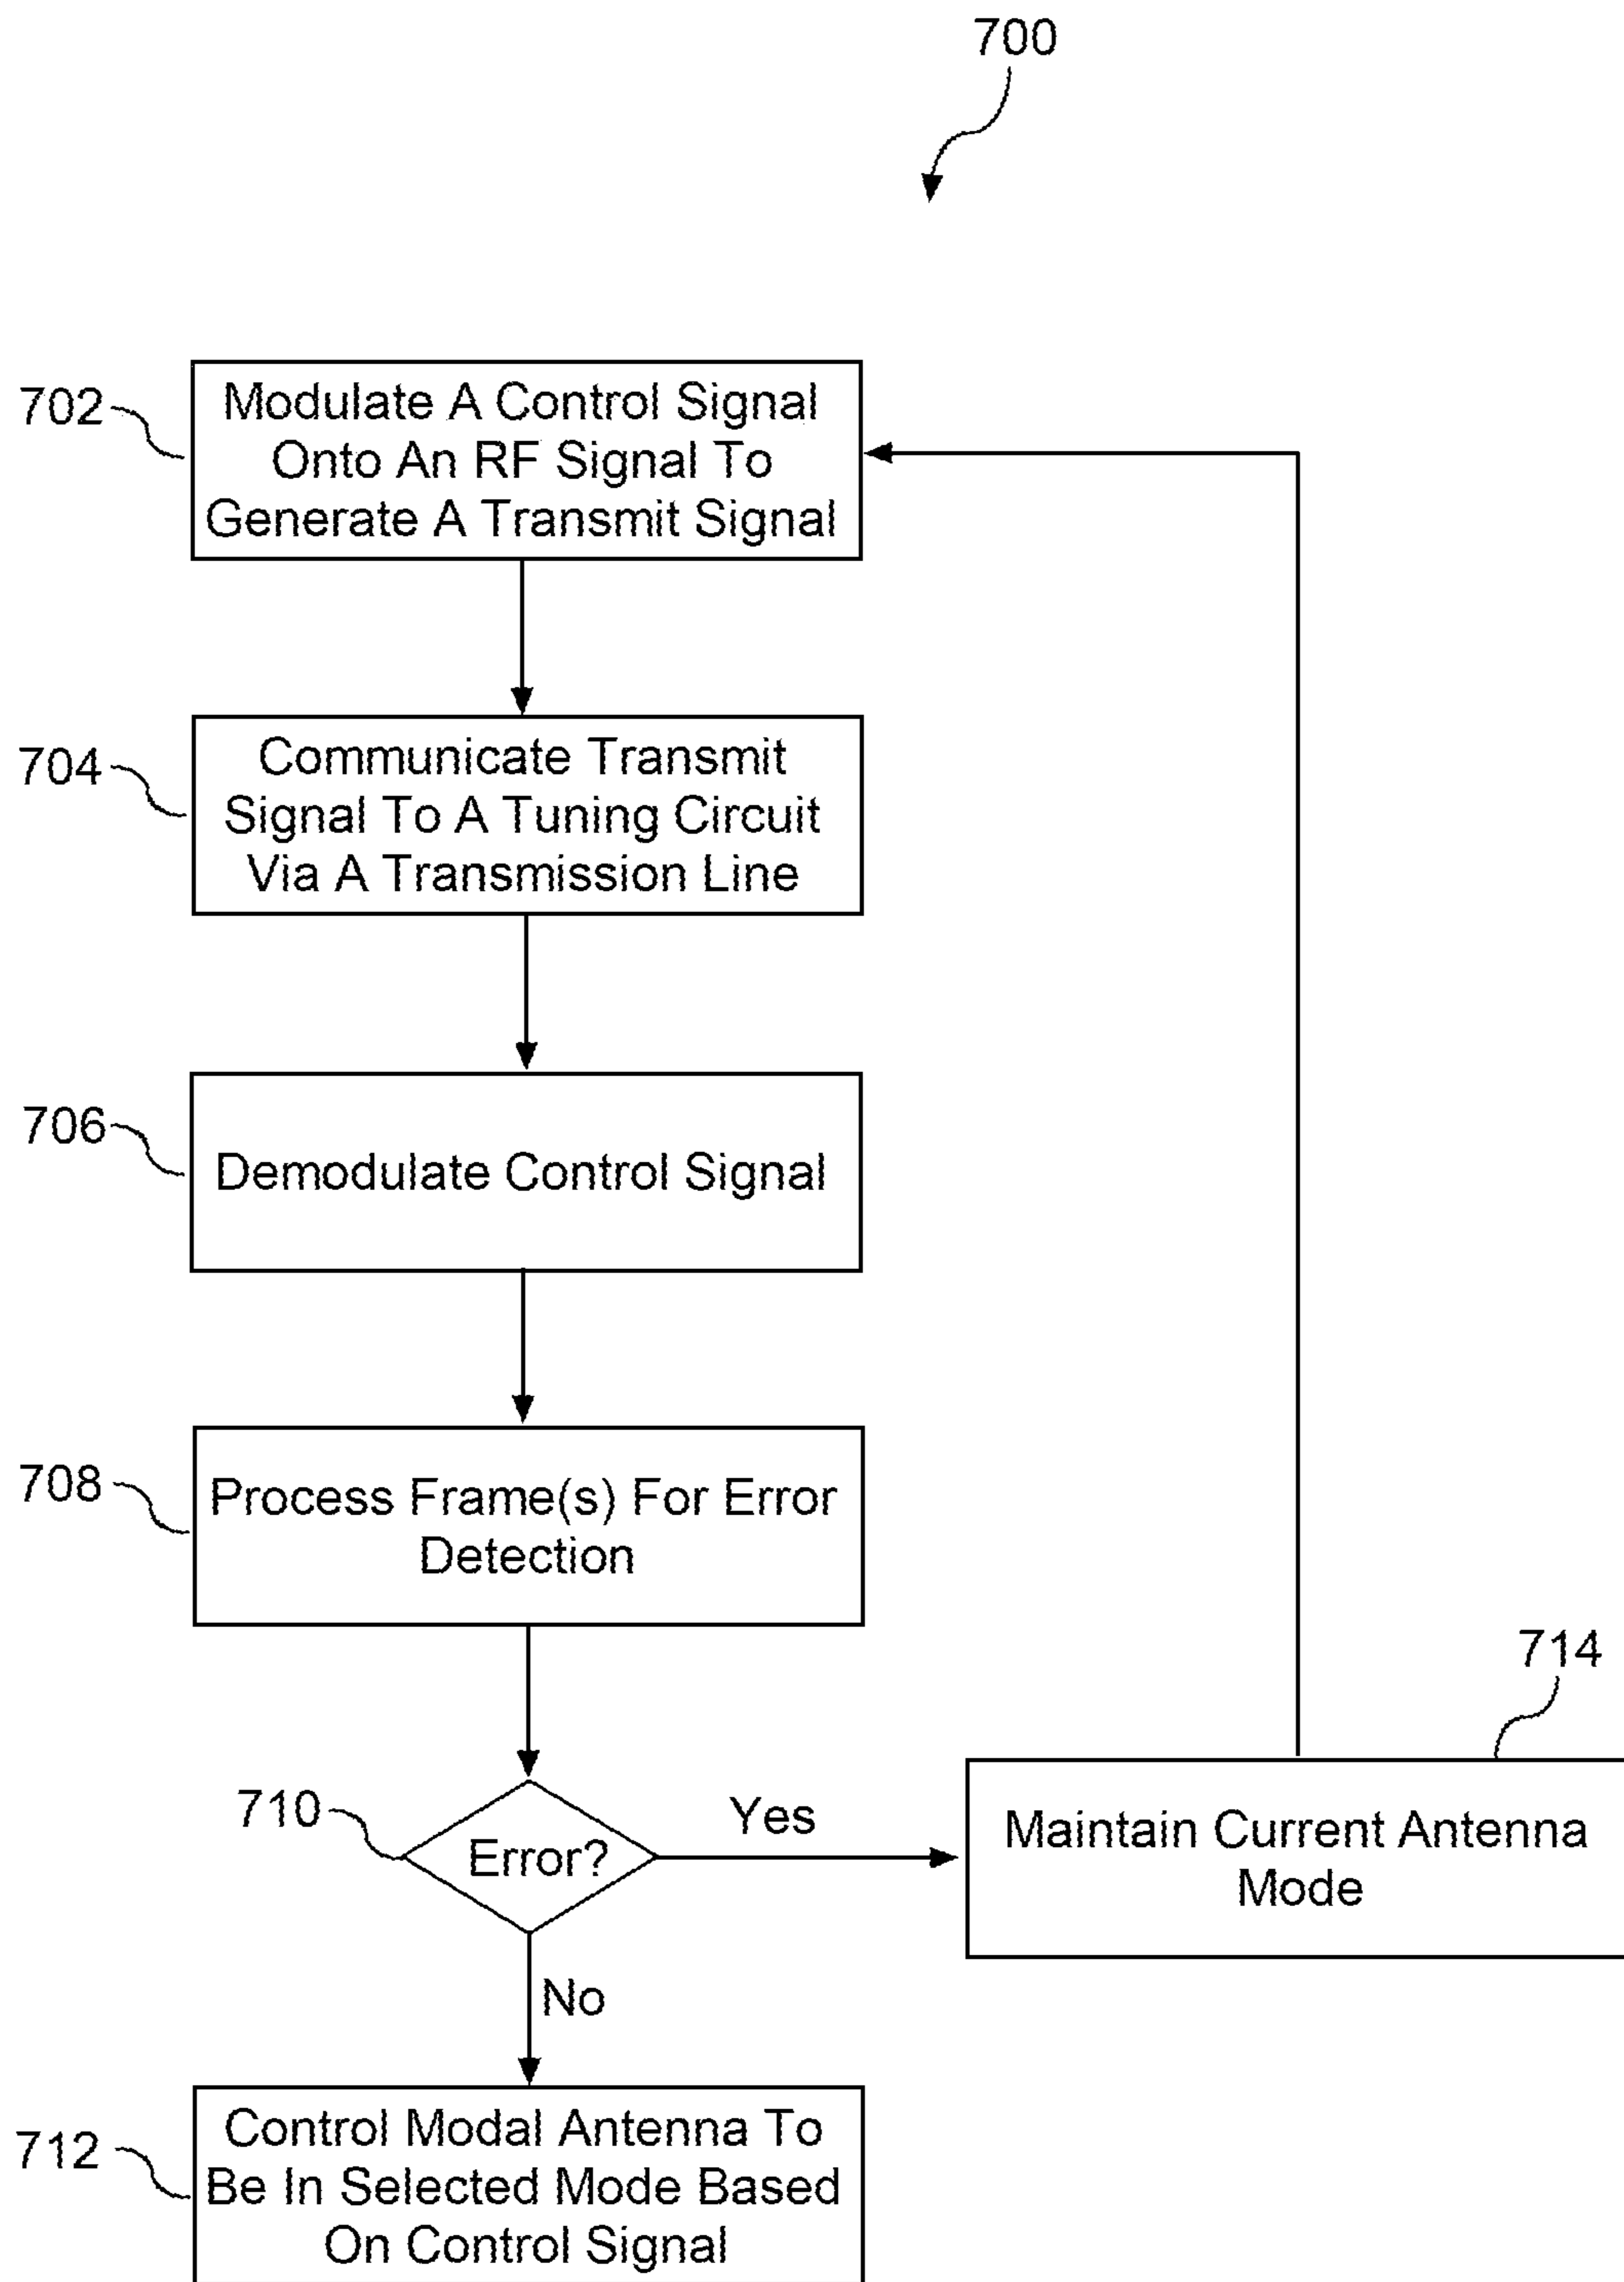 700
702
Modulate A Control Signal
Onto An RF Signal To
Generate A Transmit Signal
704
Communicate Transmit
Signal To A Tuning Circuit
Via A Transmission Line
706
Demodulate Control Signal
708
Process Frame(s) For Error
Detection
710
Error?
Yes
714
Maintain Current Antenna
Mode
No
712
Control Modal Antenna To
Be In Selected Mode Based
On Control Signal